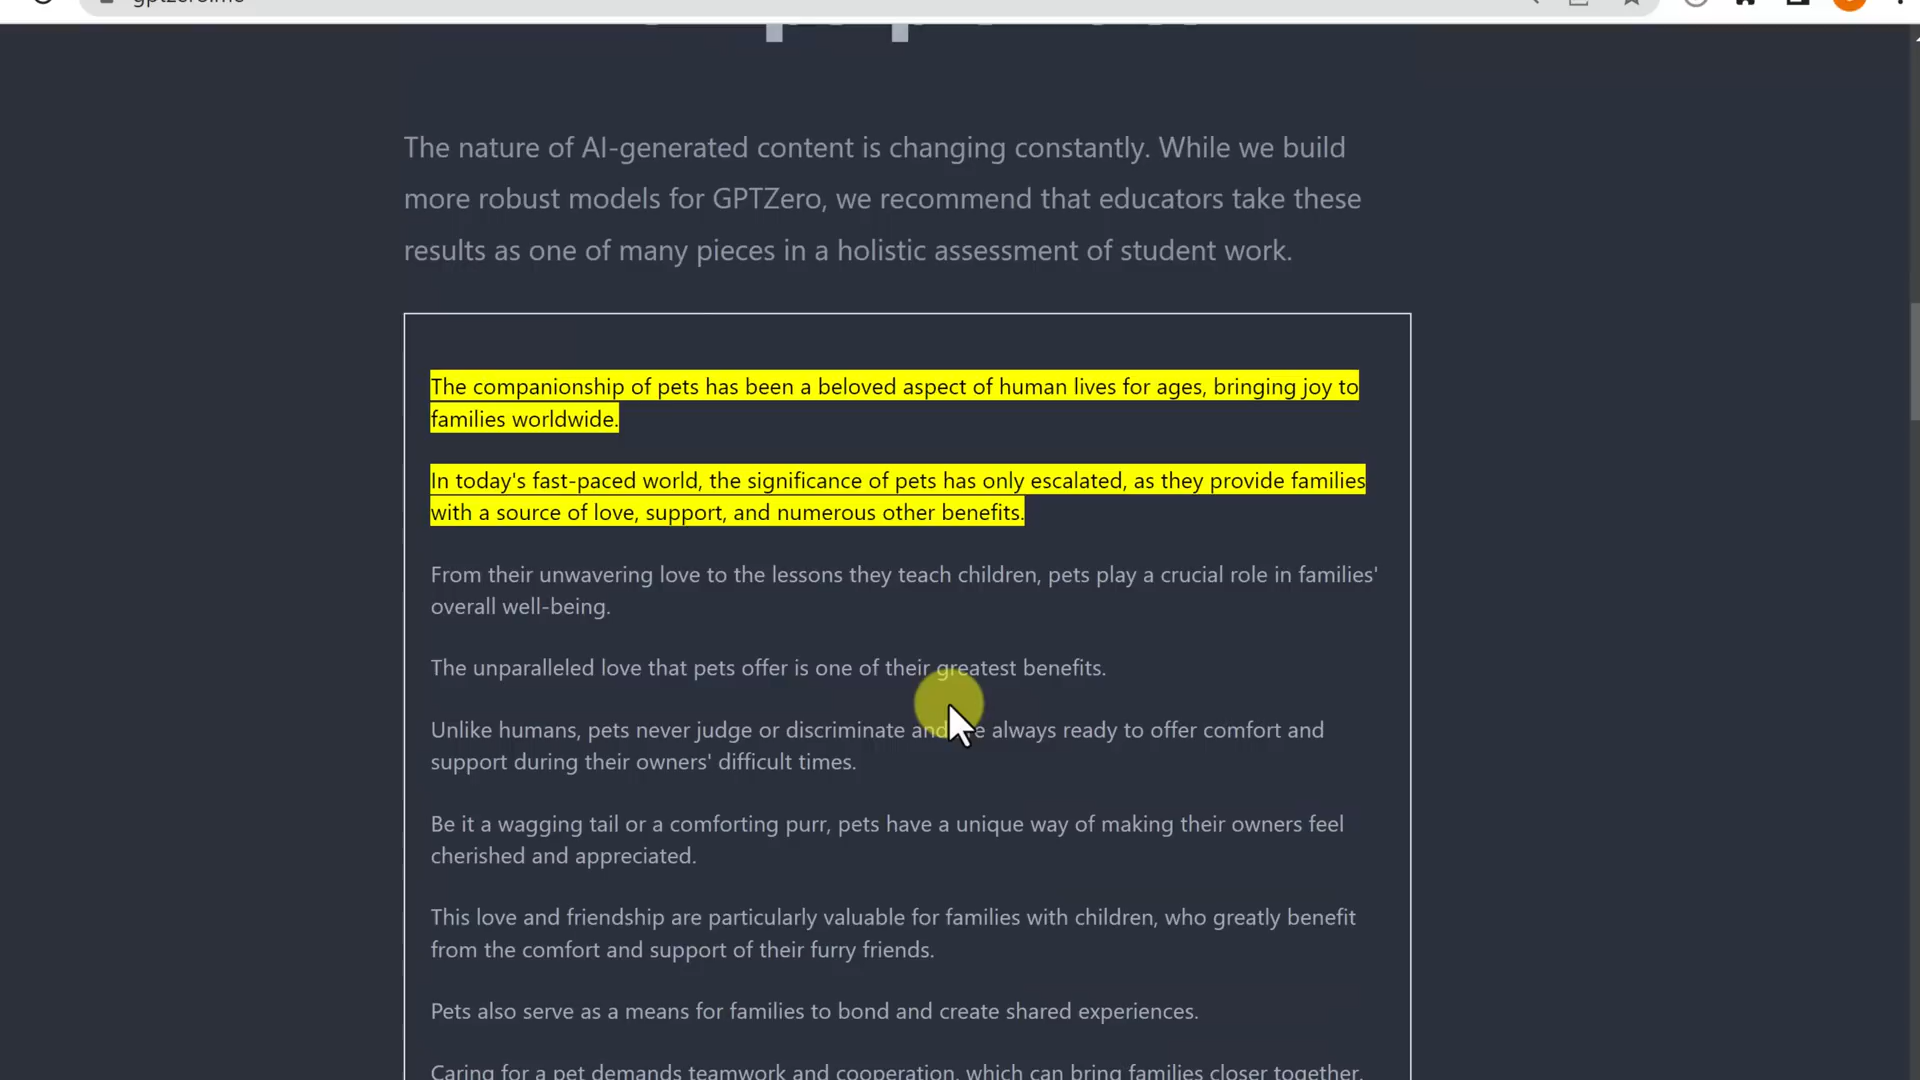 The nature of AI-generated content is changing constantly. While we build
more robust models for GPTZero, we recommend that educators take these
results as one of many pieces in a holistic assessment of student work.
The companionship of pets has been a beloved aspect of human lives for ages, bringing joy to
families worldwide.
In today's fast-paced world, the significance of pets has only escalated, as they provide families
with a source of love, support, and numerous other benefits.
From their unwavering love to the lessons they teach children, pets play a crucial role in families'
overall well-being.
The unparalleled love that pets offer is one of their greatest benefits.
Unlike humans, pets never judge or discriminate and always ready to offer comfort and
support during their owners' difficult times.
Be it a wagging tail or a comforting purr, pets have a unique way of making their owners feel
cherished and appreciated.
This love and friendship are particularly valuable for families with children, who greatly benefit
from the comfort and support of their furry friends.
Pets also serve as a means for families to bond and create shared experiences.
Caring for a pet demands teamwork and cooperation, which can bring families closer together.